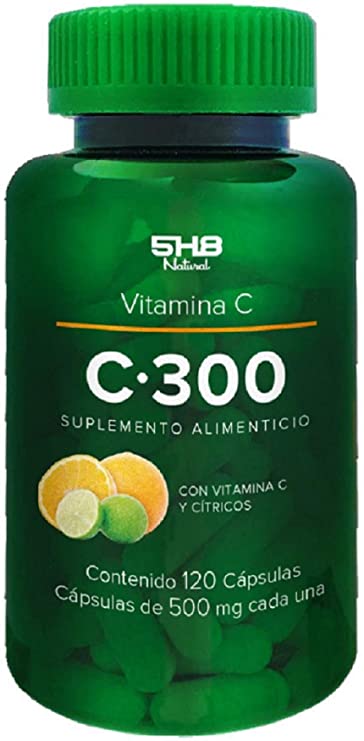 5H8
Natural
Vitamina C
C·300
SUPLEMENTO ALIMENTICIO
CON VITAMINA C
Y CÍTRICOS
Contenido 120 Cápsulas
Cápsulas de 500 mg cada una